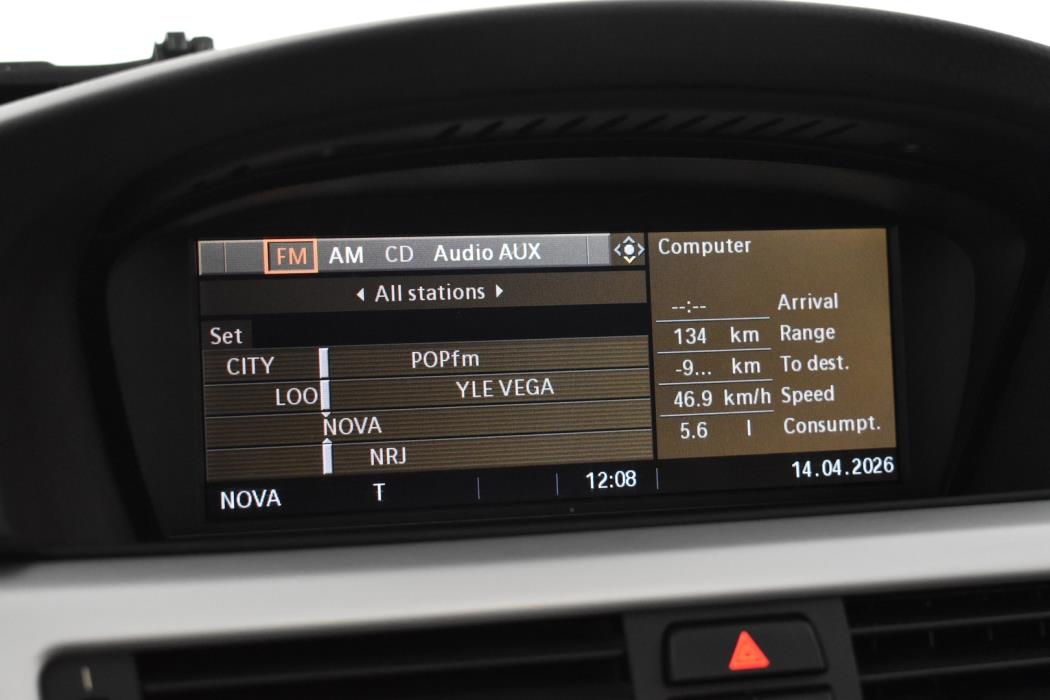 FM AM CD Audio AUX
All stations
Set
CITY POPfm
LOO YLE VEGA
NOVA
NRJ
NOVA T 12:08
Computer
--:-- Arrival
134 km Range
-9... km To dest.
46.9 km/h Speed
5.6 l Consumpt.
14.04.2026